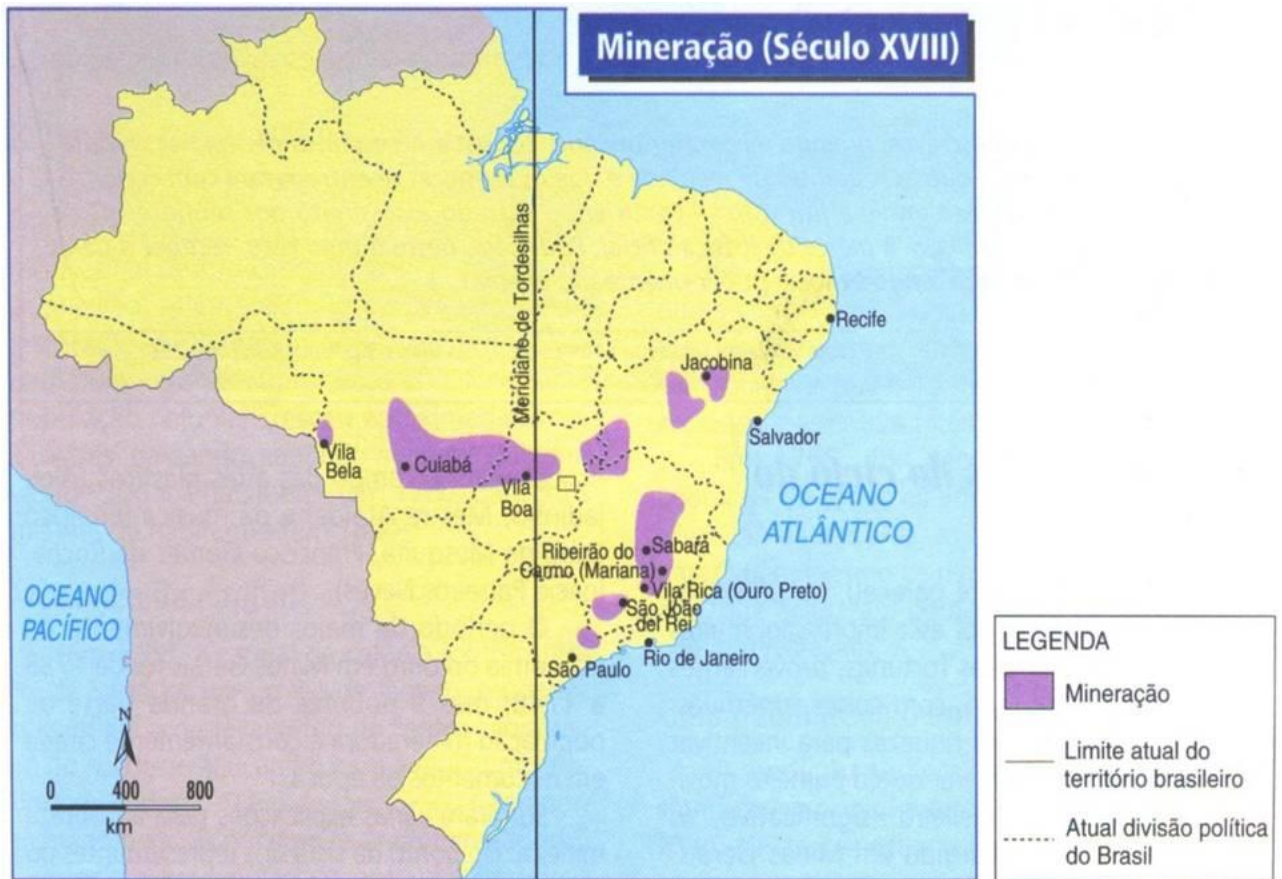 Mineração (Século XVIII)
Meridiano de Tordesilhas
Recife
Jacobina
Salvador
Vila
Bela
Cuiabá
Vila
Boa
OCEANO
ATLÂNTICO
Ribeirão do
Carmo (Mariana)
Sabará
Vila Rica (Ouro Preto)
São João
del Rei
Rio de Janeiro
São Paulo
OCEANO
PACÍFICO
N
0 400 800
km
LEGENDA
Mineração
Limite atual do
território brasileiro
Atual divisão política
do Brasil